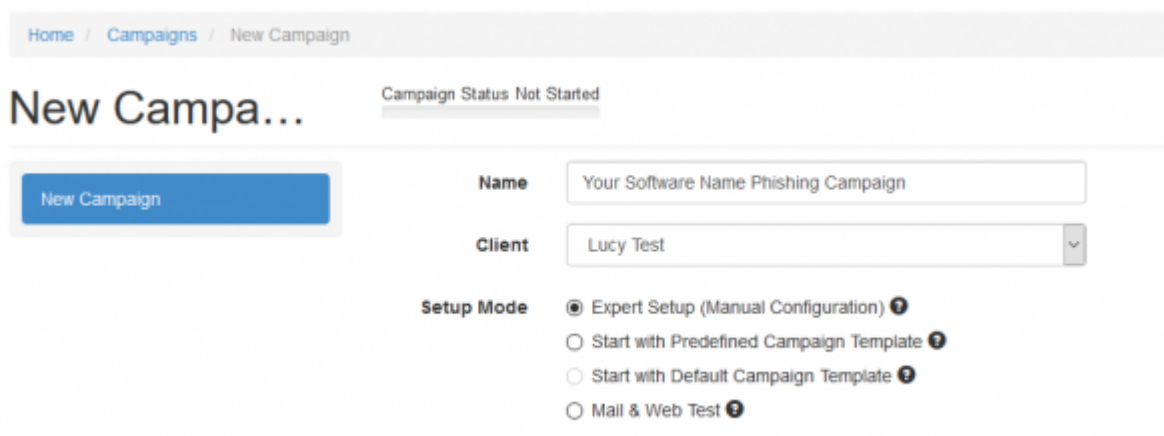 Home / Campaigns / New Campaign
New Campa...
Campaign Status Not Started
New Campaign
Name
Your Software Name Phishing Campaign
Client
Lucy Test
Setup Mode
Expert Setup (Manual Configuration) ?
Start with Predefined Campaign Template ?
Start with Default Campaign Template ?
Mail & Web Test ?